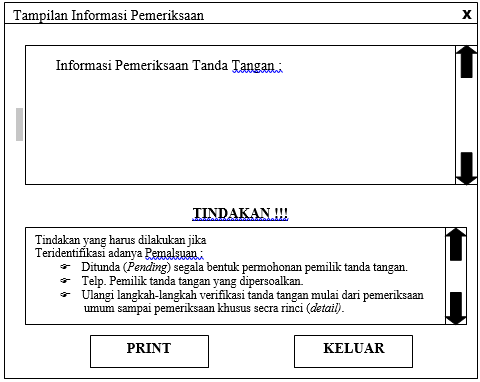 Tampilan Informasi Pemeriksaan X
Informasi Pemeriksaan Tanda Tangan :
TINDAKAN !!!
Tindakan yang harus dilakukan jika
Teridentifikasi adanya Pemalsuan :
Ditunda (Pending) segala bentuk permohonan pemilik tanda tangan.
Telp. Pemilik tanda tangan yang dipersoalkan.
Ulangi langkah-langkah verifikasi tanda tangan mulai dari pemeriksaan
umum sampai pemeriksaan khusus secra rinci (detail).
PRINT KELUAR